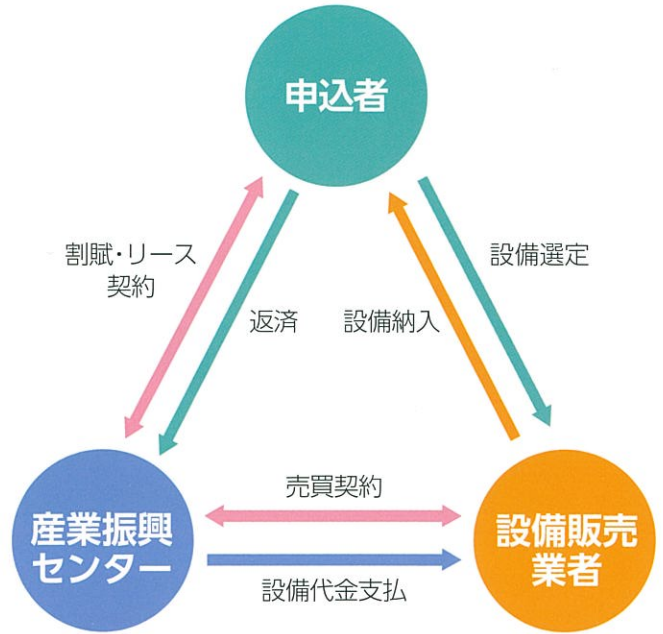 申込者
割賦・リース
契約
返済
設備納入
設備選定
売買契約
産業振興
センター
設備販売
業者
設備代金支払